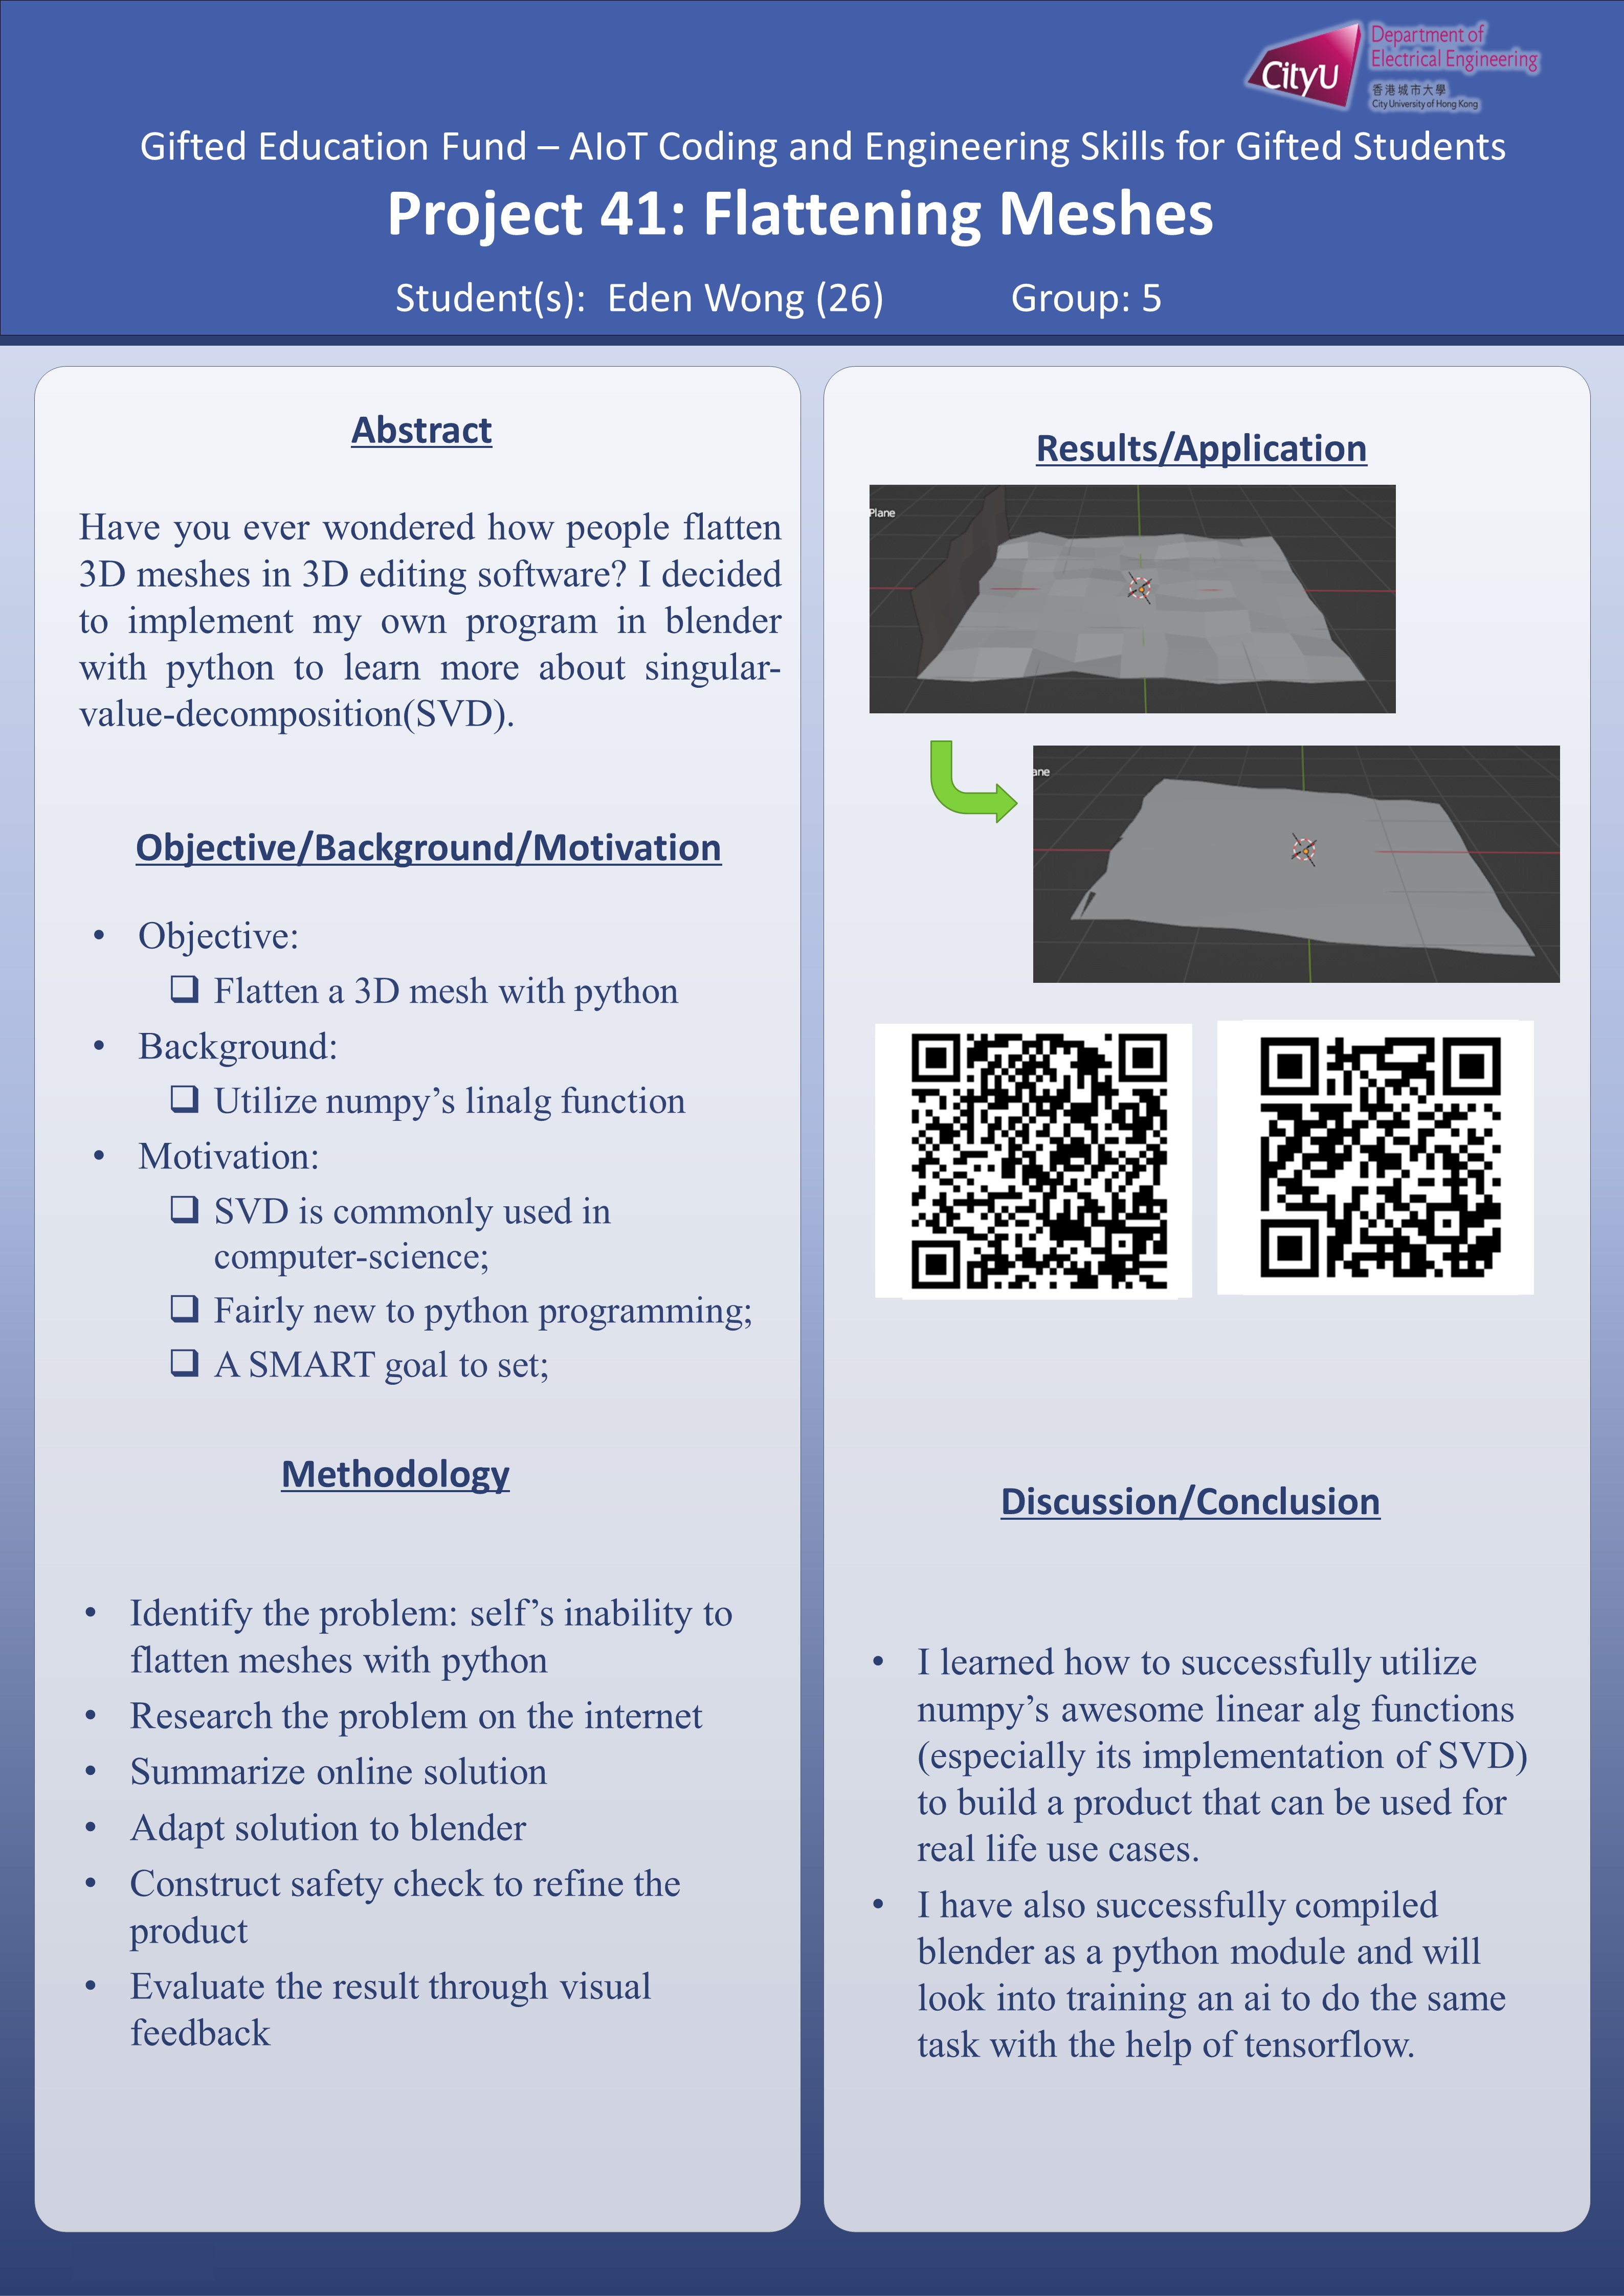 CityU
Department of
Electrical Engineering
香港城市大學
City University of Hong Kong
Gifted Education Fund – AIoT Coding and Engineering Skills for Gifted Students
Project 41: Flattening Meshes
Student(s): Eden Wong (26) Group: 5
Abstract
Have you ever wondered how people flatten
3D meshes in 3D editing software? I decided
to implement my own program in blender
with python to learn more about singular-
value-decomposition(SVD).
Objective/Background/Motivation
• Objective:
❑ Flatten a 3D mesh with python
• Background:
❑ Utilize numpy’s linalg function
• Motivation:
❑ SVD is commonly used in
computer-science;
❑ Fairly new to python programming;
❑ A SMART goal to set;
Methodology
• Identify the problem: self’s inability to
flatten meshes with python
• Research the problem on the internet
• Summarize online solution
• Adapt solution to blender
• Construct safety check to refine the
product
• Evaluate the result through visual
feedback
Results/Application
Plane
ane
Discussion/Conclusion
• I learned how to successfully utilize
numpy’s awesome linear alg functions
(especially its implementation of SVD)
to build a product that can be used for
real life use cases.
• I have also successfully compiled
blender as a python module and will
look into training an ai to do the same
task with the help of tensorflow.